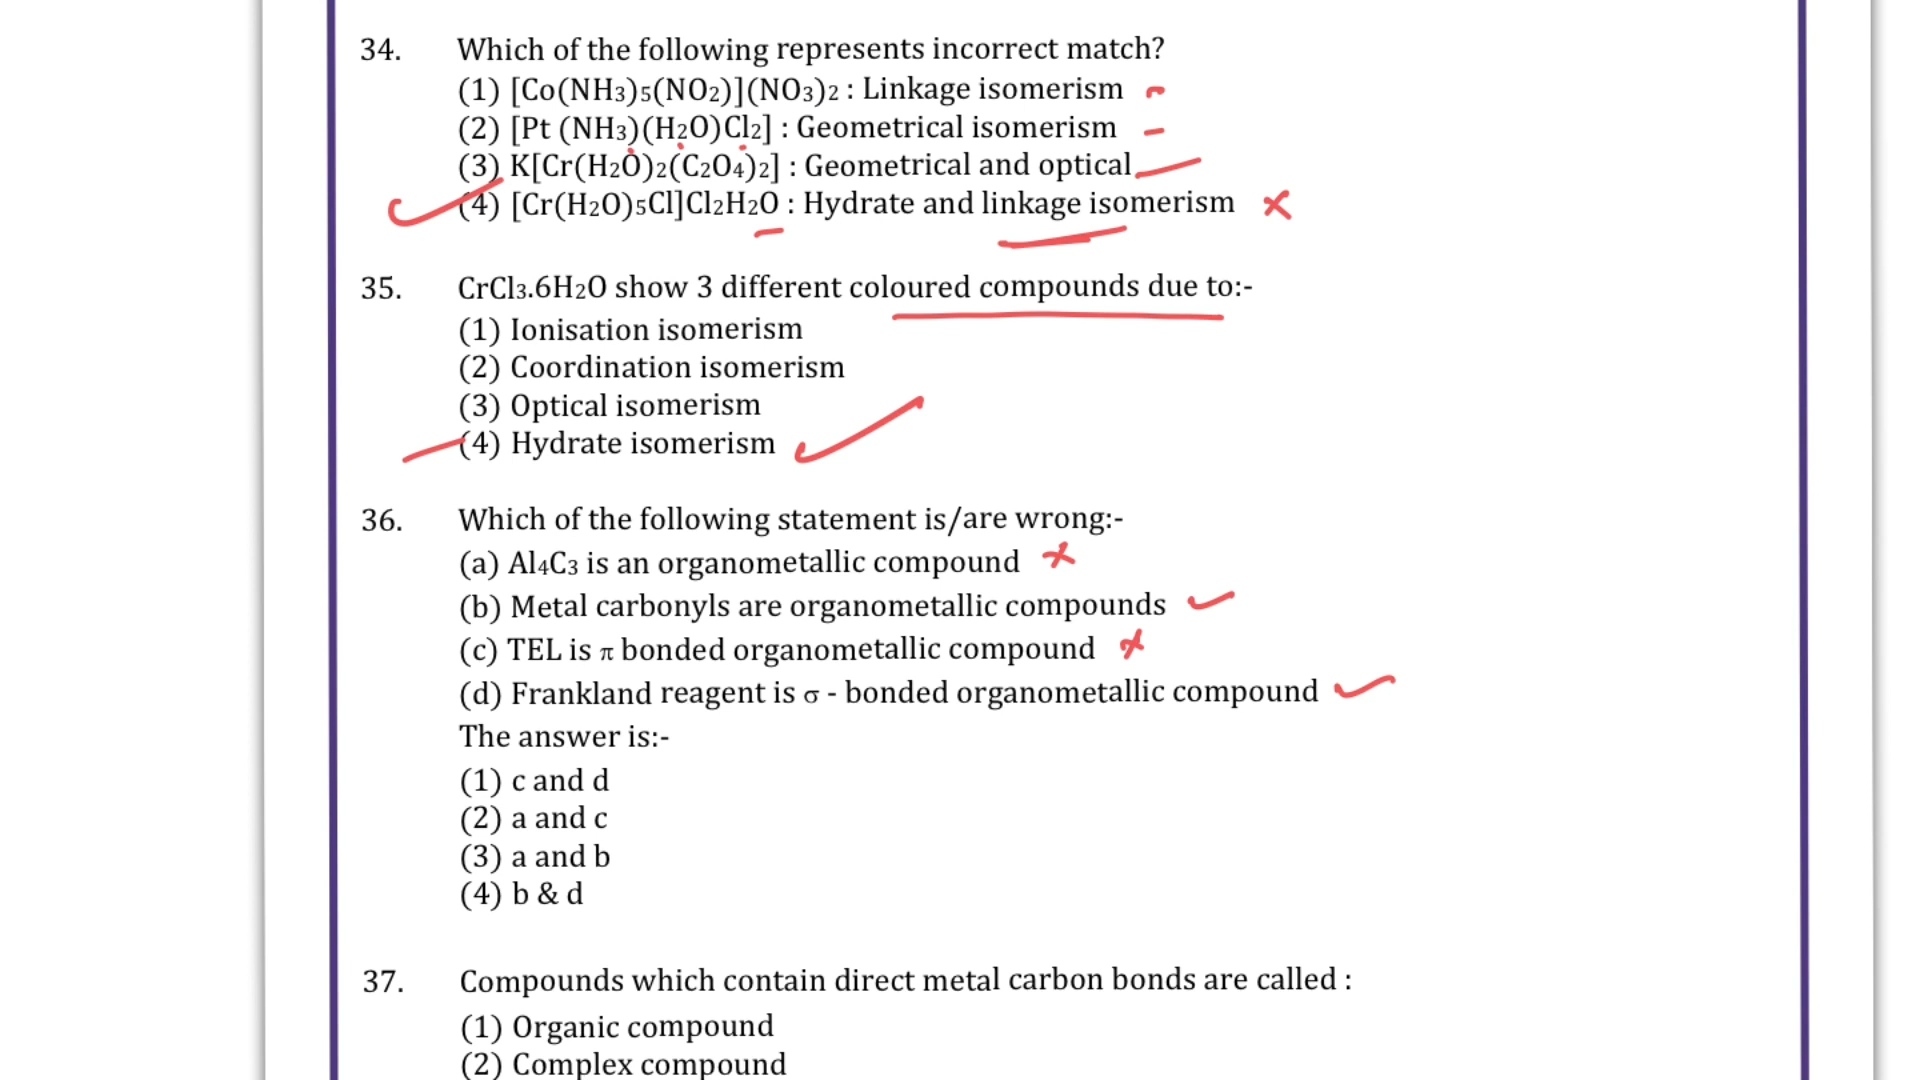 34. Which of the following represents incorrect match?
(1) [Co(NH3)5(NO2)](NO3)2 : Linkage isomerism
(2) [Pt (NH3)(H2O)Cl2] : Geometrical isomerism
(3) K[Cr(H2O)2(C2O4)2] : Geometrical and optical
(4) [Cr(H2O)5Cl]Cl2H2O : Hydrate and linkage isomerism
35. CrCl3.6H2O show 3 different coloured compounds due to:-
(1) Ionisation isomerism
(2) Coordination isomerism
(3) Optical isomerism
(4) Hydrate isomerism
36. Which of the following statement is/are wrong:-
(a) Al4C3 is an organometallic compound
(b) Metal carbonyls are organometallic compounds
(c) TEL is π bonded organometallic compound
(d) Frankland reagent is σ - bonded organometallic compound
The answer is:-
(1) c and d
(2) a and c
(3) a and b
(4) b & d
37. Compounds which contain direct metal carbon bonds are called :
(1) Organic compound
(2) Complex compound